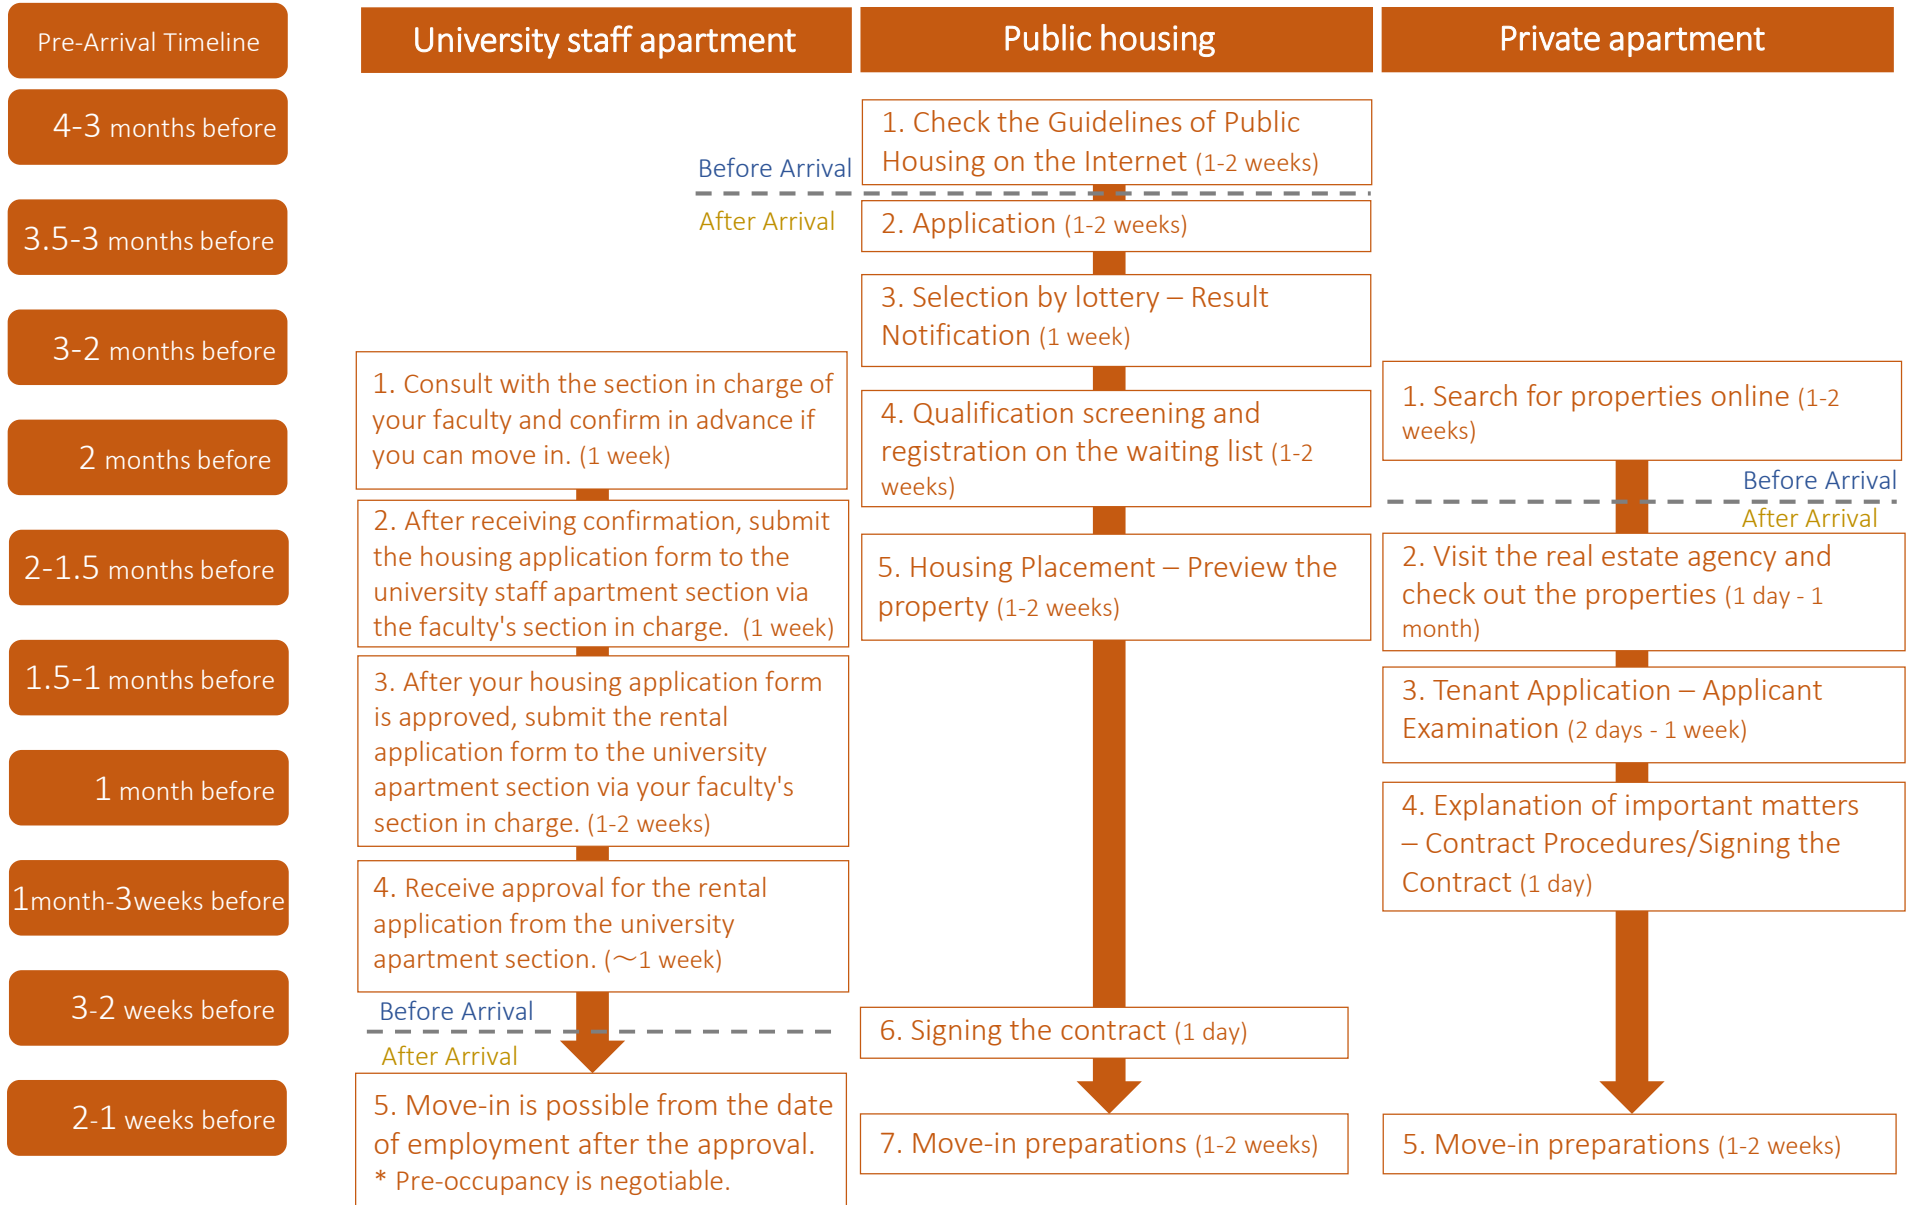 Pre-Arrival Timeline
4-3 months before
3.5-3 months before
3-2 months before
2 months before
2-1.5 months before
1.5-1 months before
1 month before
1month-3weeks before
3-2 weeks before
2-1 weeks before
University staff apartment
1. Consult with the section in charge of
your faculty and confirm in advance if
you can move in. (1 week)
2. After receiving confirmation, submit
the housing application form to the
university staff apartment section via
the faculty's section in charge. (1 week)
3. After your housing application form
is approved, submit the rental
application form to the university
apartment section via your faculty's
section in charge. (1-2 weeks)
4. Receive approval for the rental
application from the university
apartment section. (～1 week)
Before Arrival
After Arrival
5. Move-in is possible from the date
of employment after the approval.
* Pre-occupancy is negotiable.
Public housing
1. Check the Guidelines of Public
Housing on the Internet (1-2 weeks)
Before Arrival
After Arrival
2. Application (1-2 weeks)
3. Selection by lottery – Result
Notification (1 week)
4. Qualification screening and
registration on the waiting list (1-2
weeks)
5. Housing Placement – Preview the
property (1-2 weeks)
6. Signing the contract (1 day)
7. Move-in preparations (1-2 weeks)
Private apartment
1. Search for properties online (1-2
weeks)
Before Arrival
After Arrival
2. Visit the real estate agency and
check out the properties (1 day - 1
month)
3. Tenant Application – Applicant
Examination (2 days - 1 week)
4. Explanation of important matters
– Contract Procedures/Signing the
Contract (1 day)
5. Move-in preparations (1-2 weeks)